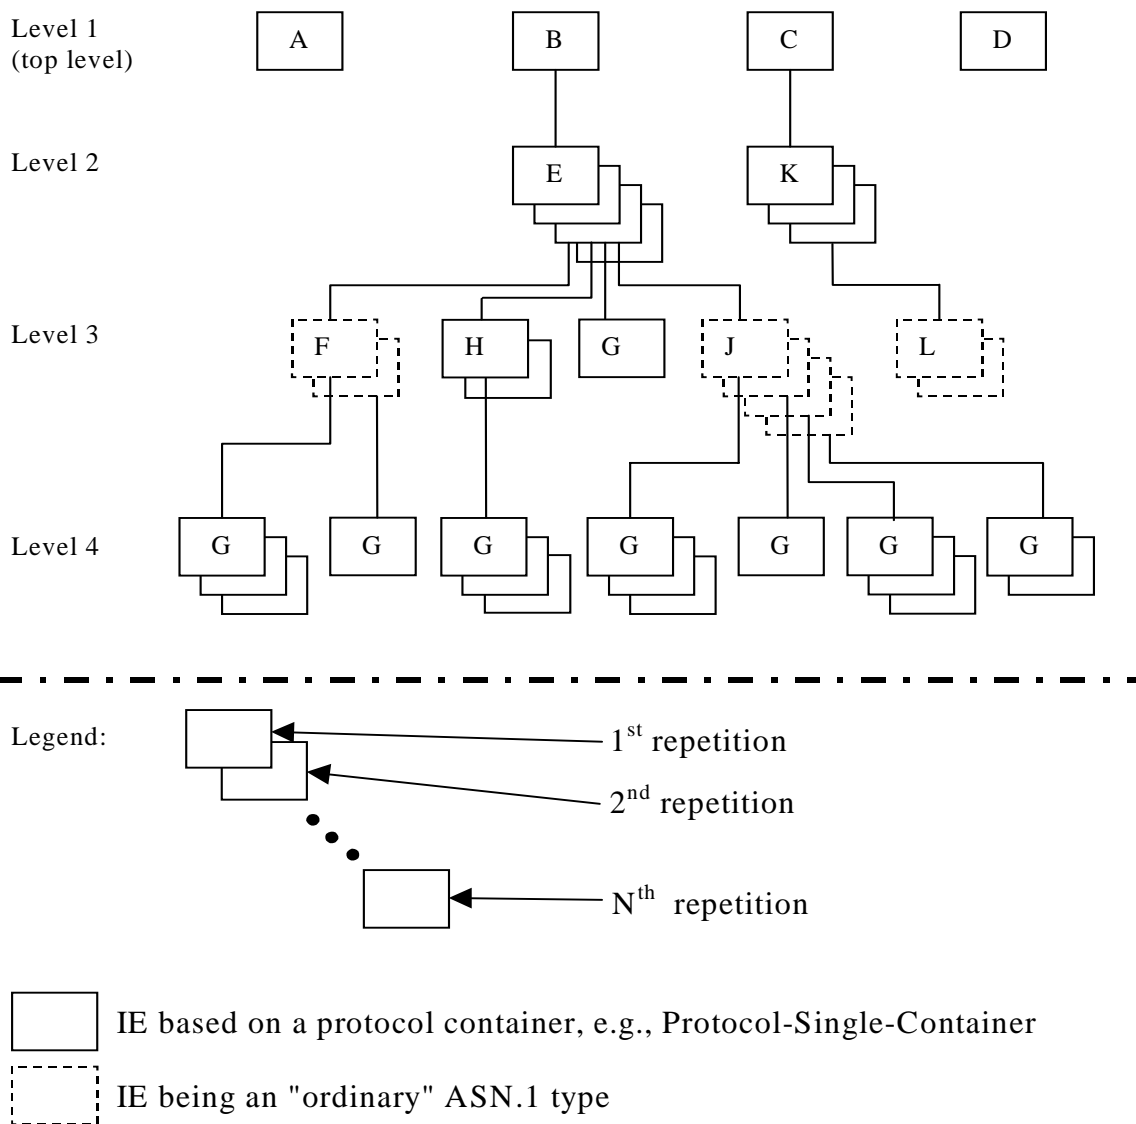 Level 1
(top level)
A B C D
Level 2
E K
Level 3
F H G J L
Level 4
G G G G G G G
Legend:
1st repetition
2nd repetition
Nth repetition
IE based on a protocol container, e.g., Protocol-Single-Container
IE being an "ordinary" ASN.1 type